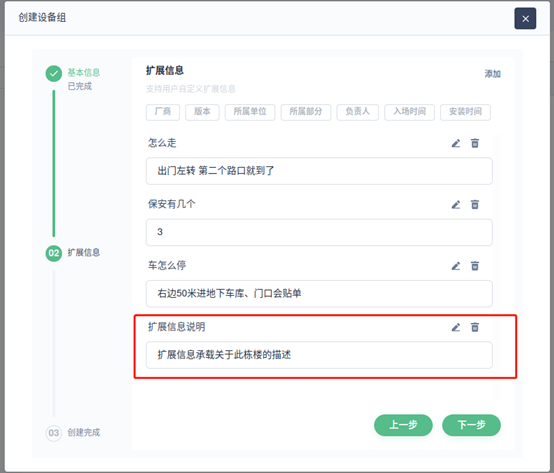 创建设备组
基本信息
已完成
02 扩展信息
03 创建完成
扩展信息
添加
支持用户自定义扩展信息
厂商 版本 所属单位 所属部分 负责人 入场时间 安装时间
怎么走
出门左转 第二个路口就到了
保安有几个
3
车怎么停
右边50米进地下车库、门口会贴单
扩展信息说明
扩展信息承载关于此栋楼的描述
上一步 下一步